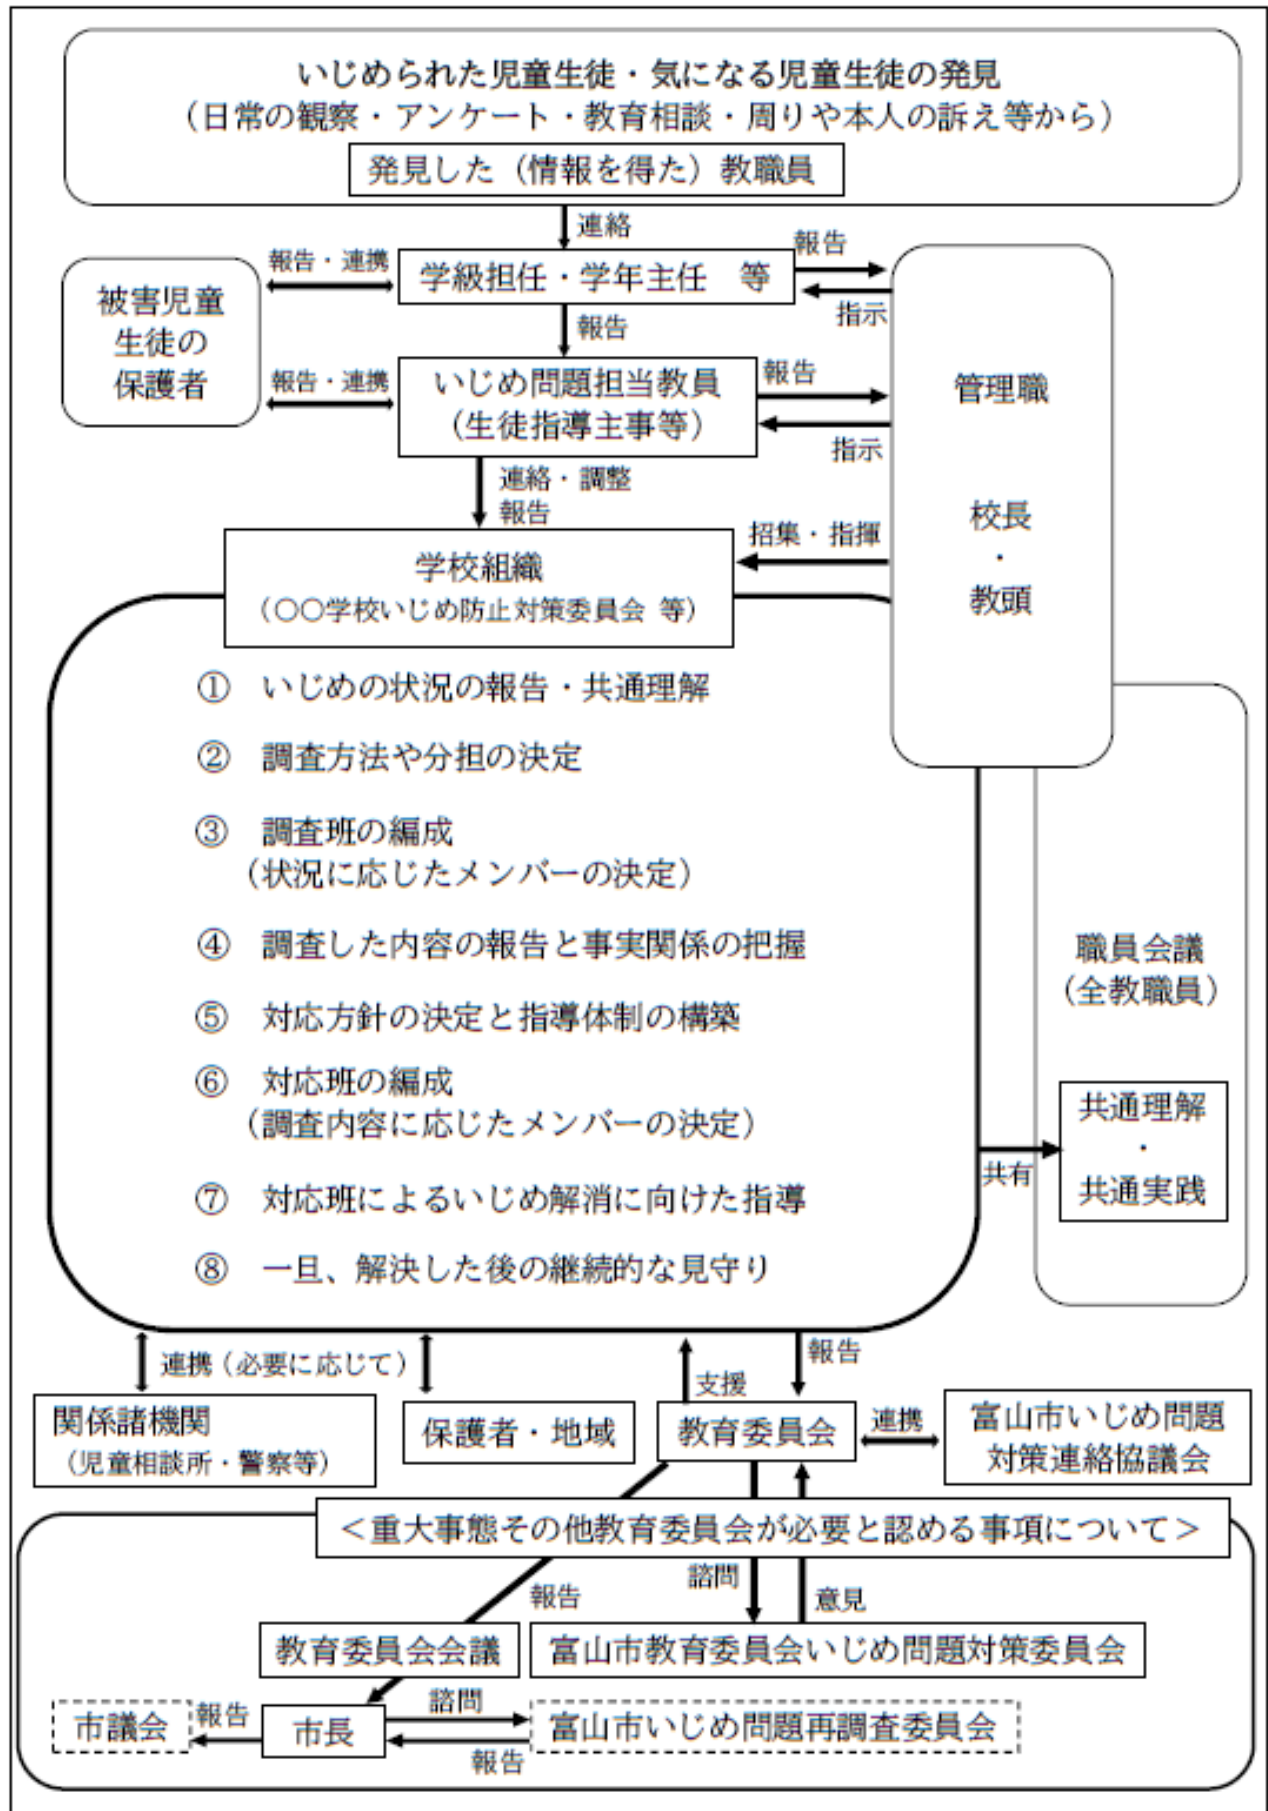 いじめられた児童生徒・気になる児童生徒の発見
（日常の観察・アンケート・教育相談・周りや本人の訴え等から）
発見した（情報を得た）教職員
連絡
報告・連携
学級担任・学年主任　等
報告
指示
被害児童
生徒の
保護者
報告
報告・連携
いじめ問題担当教員
（生徒指導主事等）
報告
指示
管理職
校長
・
教頭
連絡・調整
報告
招集・指揮
学校組織
（○○学校いじめ防止対策委員会 等）
①　いじめの状況の報告・共通理解
②　調査方法や分担の決定
③　調査班の編成
（状況に応じたメンバーの決定）
④　調査した内容の報告と事実関係の把握
⑤　対応方針の決定と指導体制の構築
⑥　対応班の編成
（調査内容に応じたメンバーの決定）
⑦　対応班によるいじめ解消に向けた指導
⑧　一旦、解決した後の継続的な見守り
職員会議
（全教職員）
共有
共通理解
・
共通実践
連携（必要に応じて）
支援
報告
関係諸機関
（児童相談所・警察等）
保護者・地域
教育委員会
連携
富山市いじめ問題
対策連絡協議会
＜重大事態その他教育委員会が必要と認める事項について＞
報告
諮問
意見
教育委員会会議
富山市教育委員会いじめ問題対策委員会
市議会
報告
市長
諮問
報告
富山市いじめ問題再調査委員会